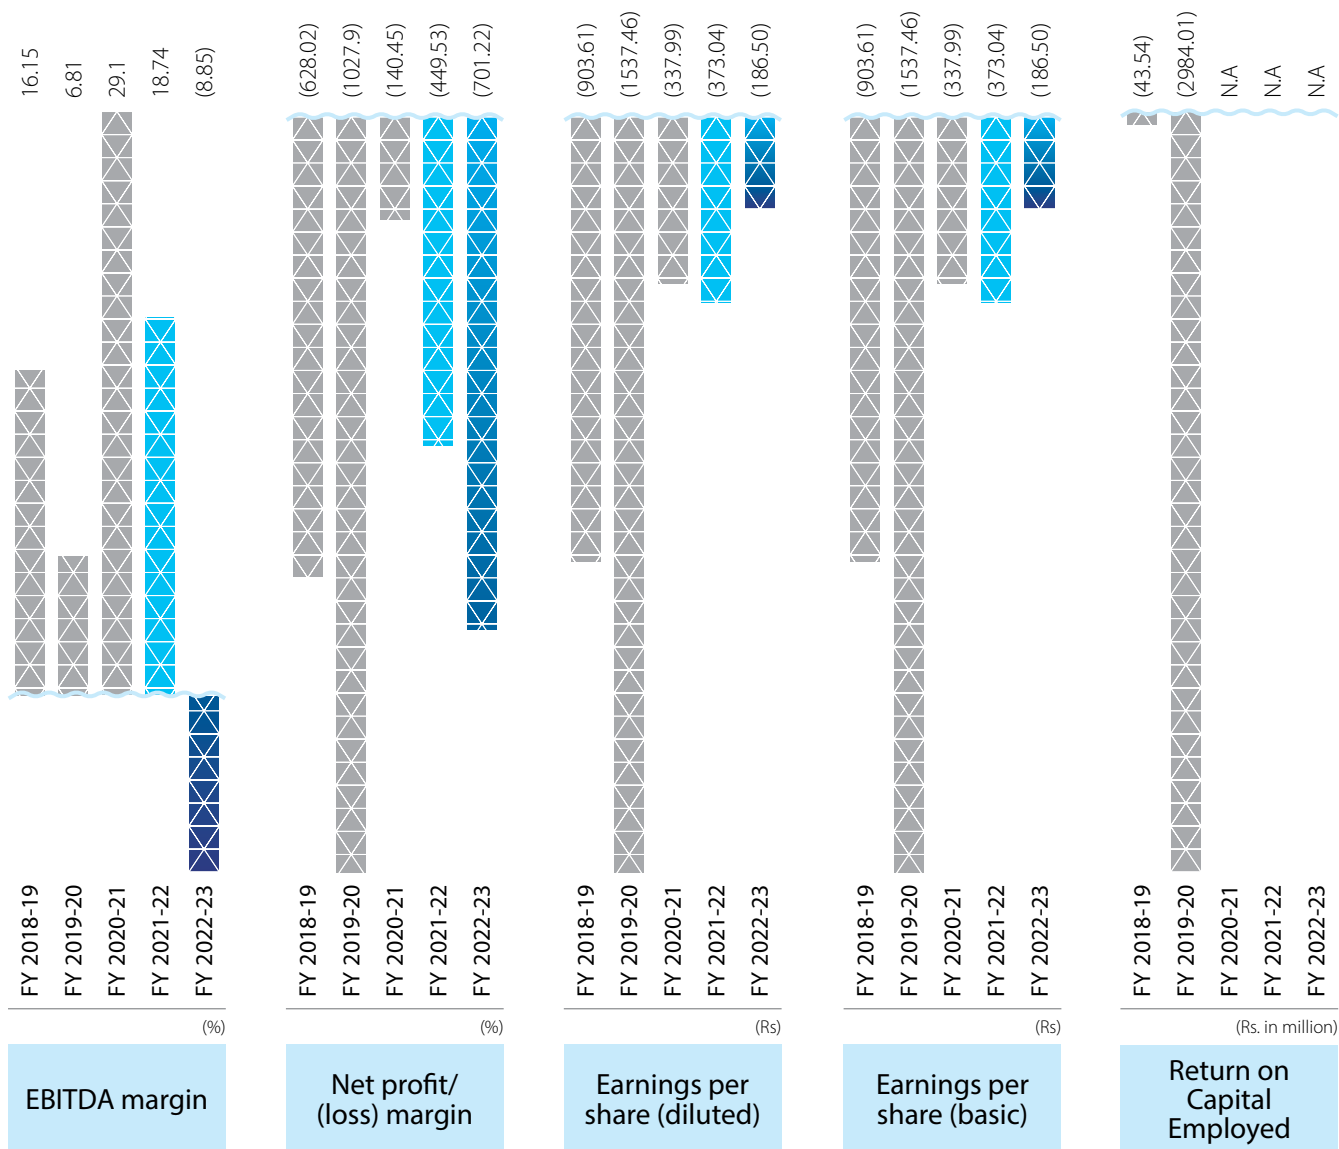 16.15
6.81
29.1
18.74
(8.85)
FY 2018-19
FY 2019-20
FY 2020-21
FY 2021-22
FY 2022-23
(%)
EBITDA margin
(628.02)
(1027.9)
(140.45)
(449.53)
(701.22)
FY 2018-19
FY 2019-20
FY 2020-21
FY 2021-22
FY 2022-23
(%)
Net profit/
(loss) margin
(903.61)
(1537.46)
(337.99)
(373.04)
(186.50)
FY 2018-19
FY 2019-20
FY 2020-21
FY 2021-22
FY 2022-23
(Rs)
Earnings per
share (diluted)
(903.61)
(1537.46)
(337.99)
(373.04)
(186.50)
FY 2018-19
FY 2019-20
FY 2020-21
FY 2021-22
FY 2022-23
(Rs)
Earnings per
share (basic)
(43.54)
(2984.01)
N.A
N.A
N.A
FY 2018-19
FY 2019-20
FY 2020-21
FY 2021-22
FY 2022-23
(Rs. in million)
Return on
Capital
Employed